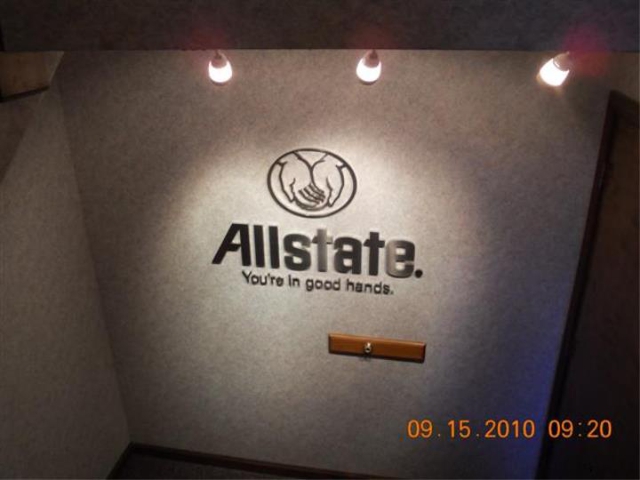 Allstate.
You're in good hands.
09.15.2010 09:20